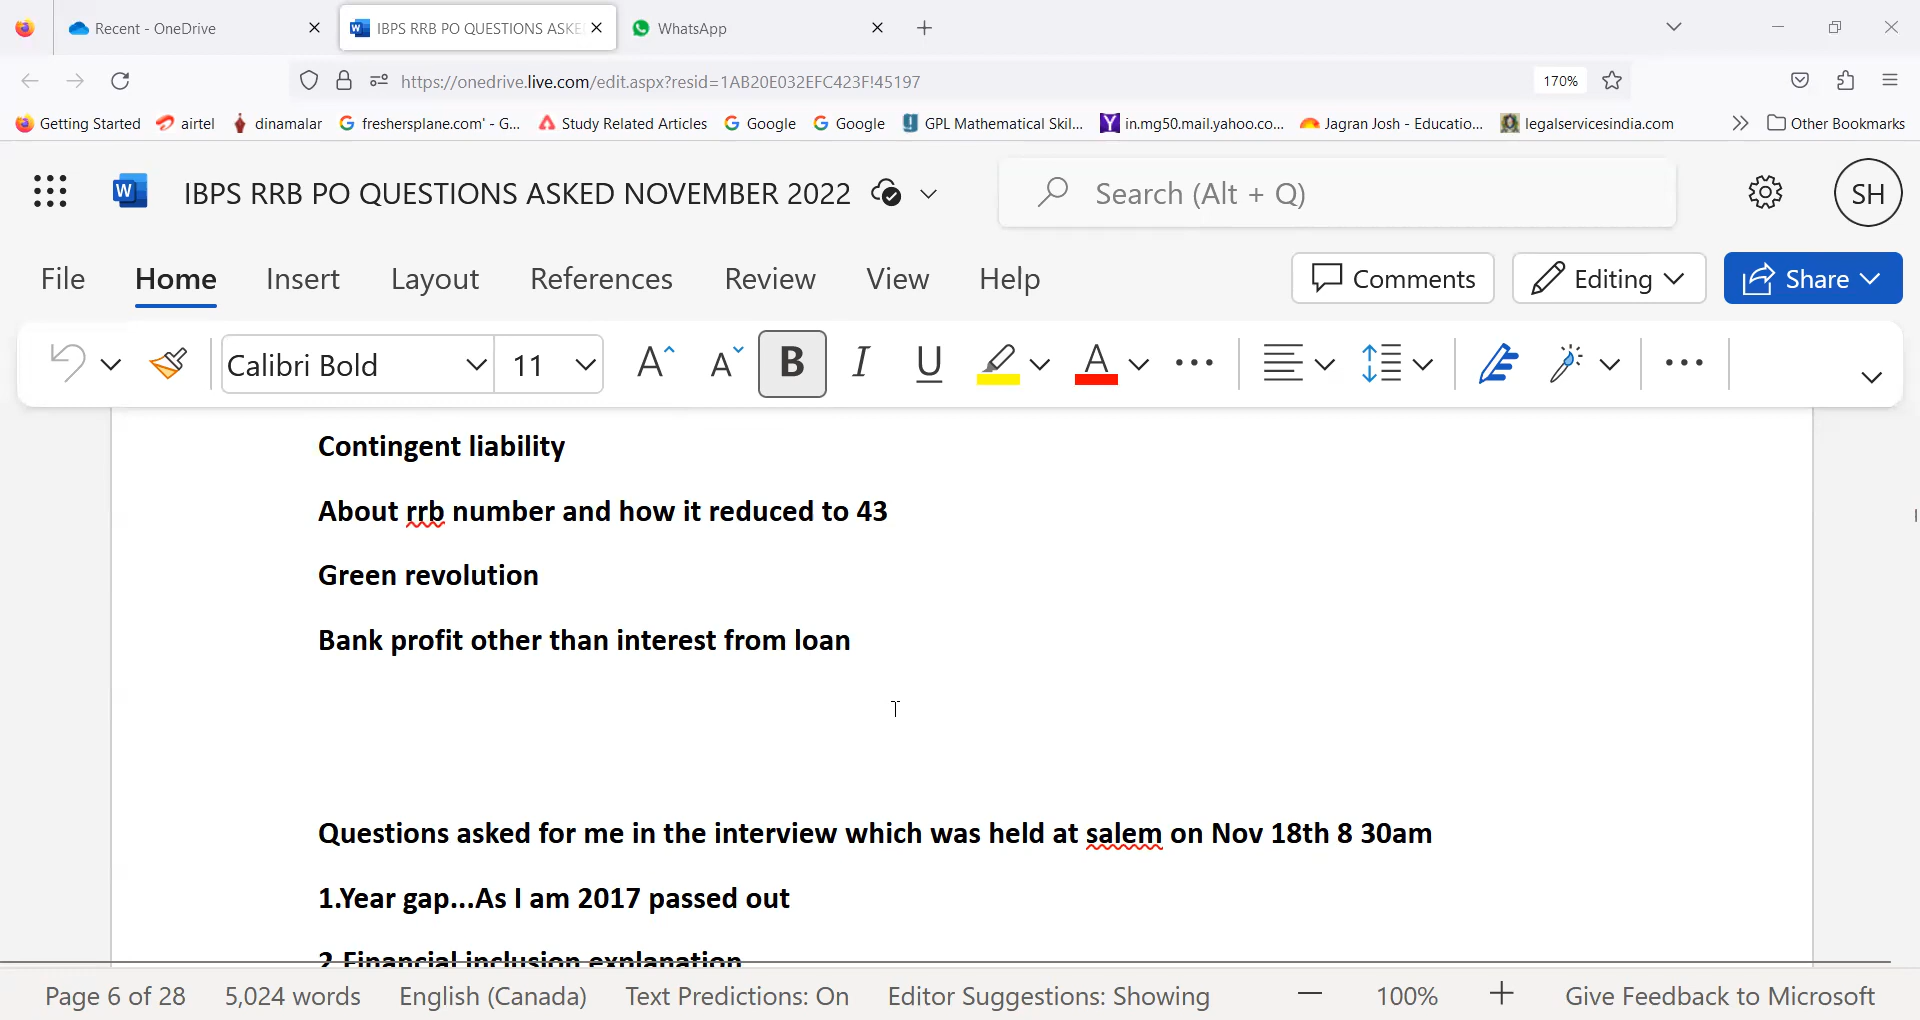 Recent - OneDrive
IBPS RRB PO QUESTIONS ASKE
WhatsApp
https://onedrive.live.com/edit.aspx?resid=1AB20E032EFC423F!45197
170%
Getting Started
airtel
dinamalar
freshersplane.com' - G...
Study Related Articles
Google
Google
GPL Mathematical Skil...
in.mg50.mail.yahoo.co...
Jagran Josh - Educatio...
legalservicesindia.com
Other Bookmarks
IBPS RRB PO QUESTIONS ASKED NOVEMBER 2022
Search (Alt + Q)
SH
File Home Insert Layout References Review View Help
Comments
Editing
Share
Calibri Bold
11
Contingent liability
About rrb number and how it reduced to 43
Green revolution
Bank profit other than interest from loan
Questions asked for me in the interview which was held at salem on Nov 18th 8 30am
1.Year gap...As I am 2017 passed out
2.Financial inclusion explanation
Page 6 of 28 5,024 words English (Canada) Text Predictions: On Editor Suggestions: Showing 100% Give Feedback to Microsoft